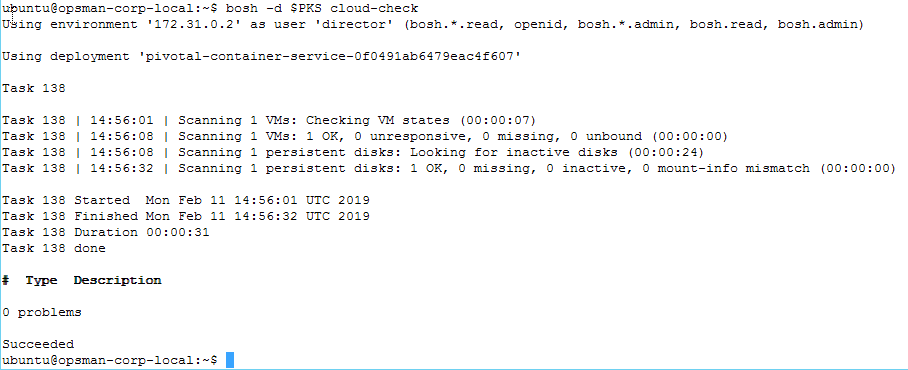 ubuntu@opsman-corp-local:~$ bosh -d $PKS cloud-check
Using environment '172.31.0.2' as user 'director' (bosh.*.read, openid, bosh.*.admin, bosh.read, bosh.admin)
Using deployment 'pivotal-container-service-0f0491ab6479eac4f607'
Task 138
Task 138 | 14:56:01 | Scanning 1 VMs: Checking VM states (00:00:07)
Task 138 | 14:56:08 | Scanning 1 VMs: 1 OK, 0 unresponsive, 0 missing, 0 unbound (00:00:00)
Task 138 | 14:56:08 | Scanning 1 persistent disks: Looking for inactive disks (00:00:24)
Task 138 | 14:56:32 | Scanning 1 persistent disks: 1 OK, 0 missing, 0 inactive, 0 mount-info mismatch (00:00:00)
Task 138 Started  Mon Feb 11 14:56:01 UTC 2019
Task 138 Finished Mon Feb 11 14:56:32 UTC 2019
Task 138 Duration 00:00:31
Task 138 done
#  Type  Description
0 problems
Succeeded
ubuntu@opsman-corp-local:~$